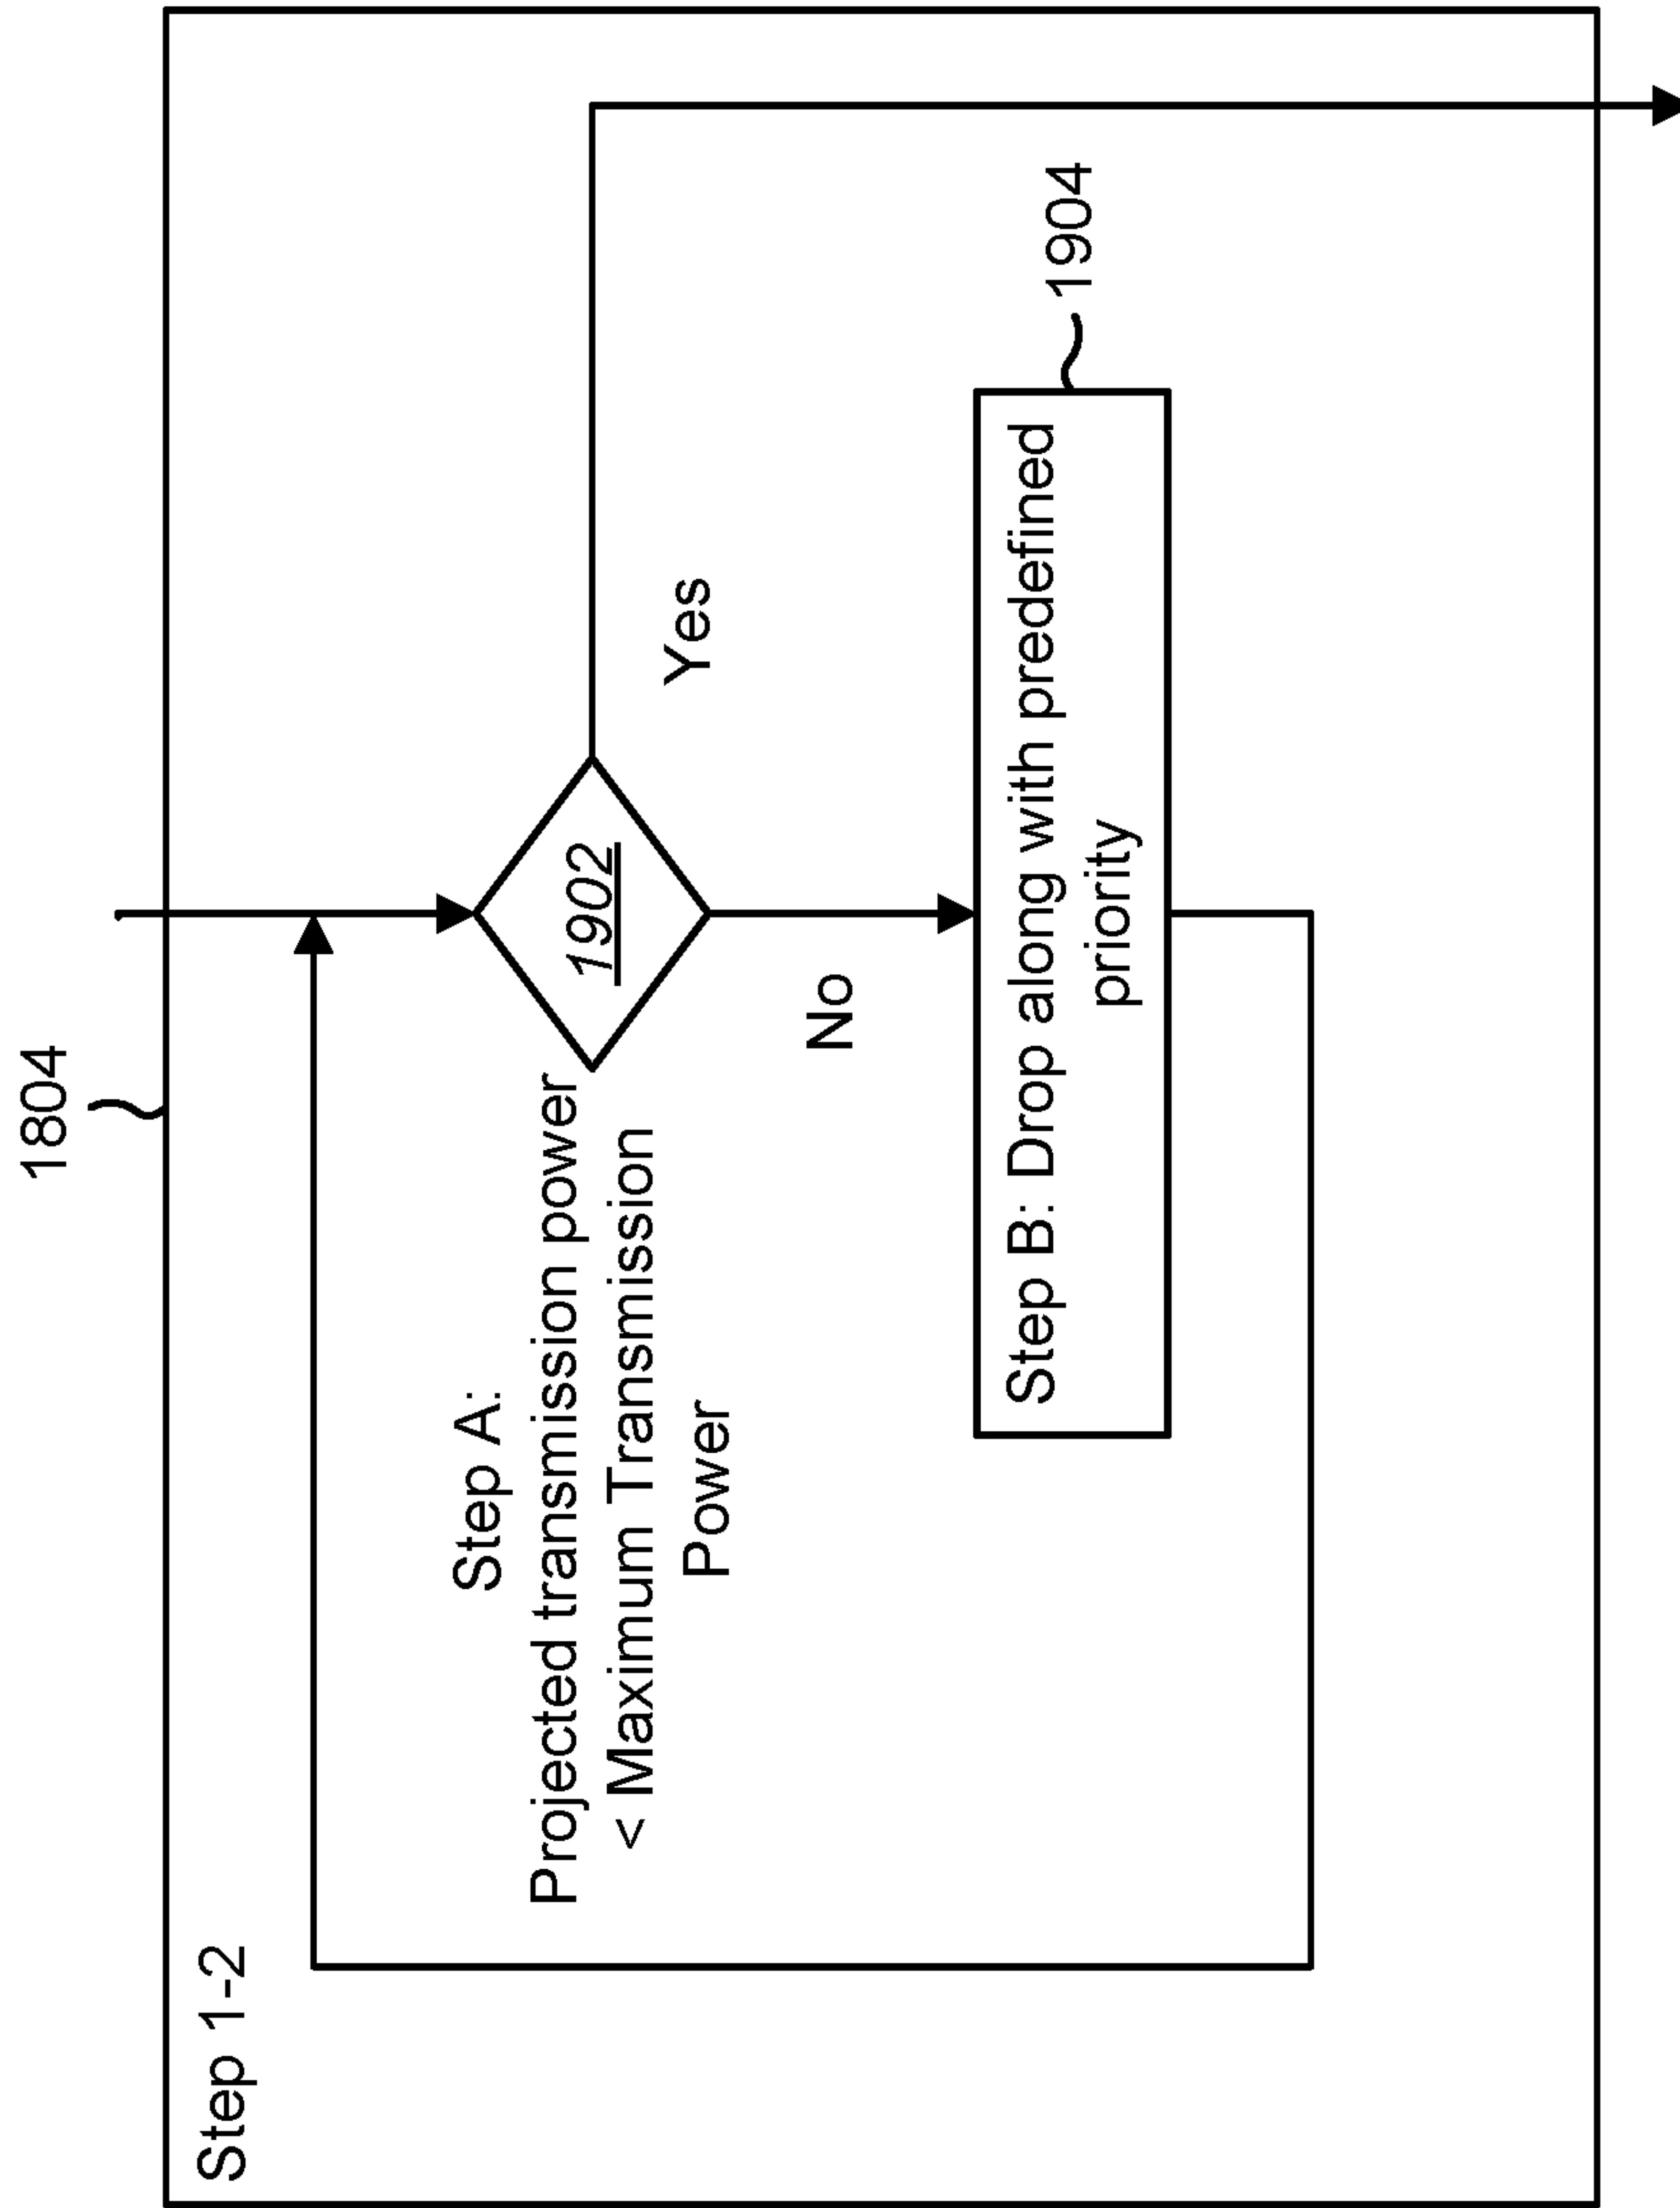 1804
Step 1-2
Step A:
Projected transmission power
< Maximum Transmission
Power
1902
Yes
No
Step B: Drop along with predefined
priority
1904